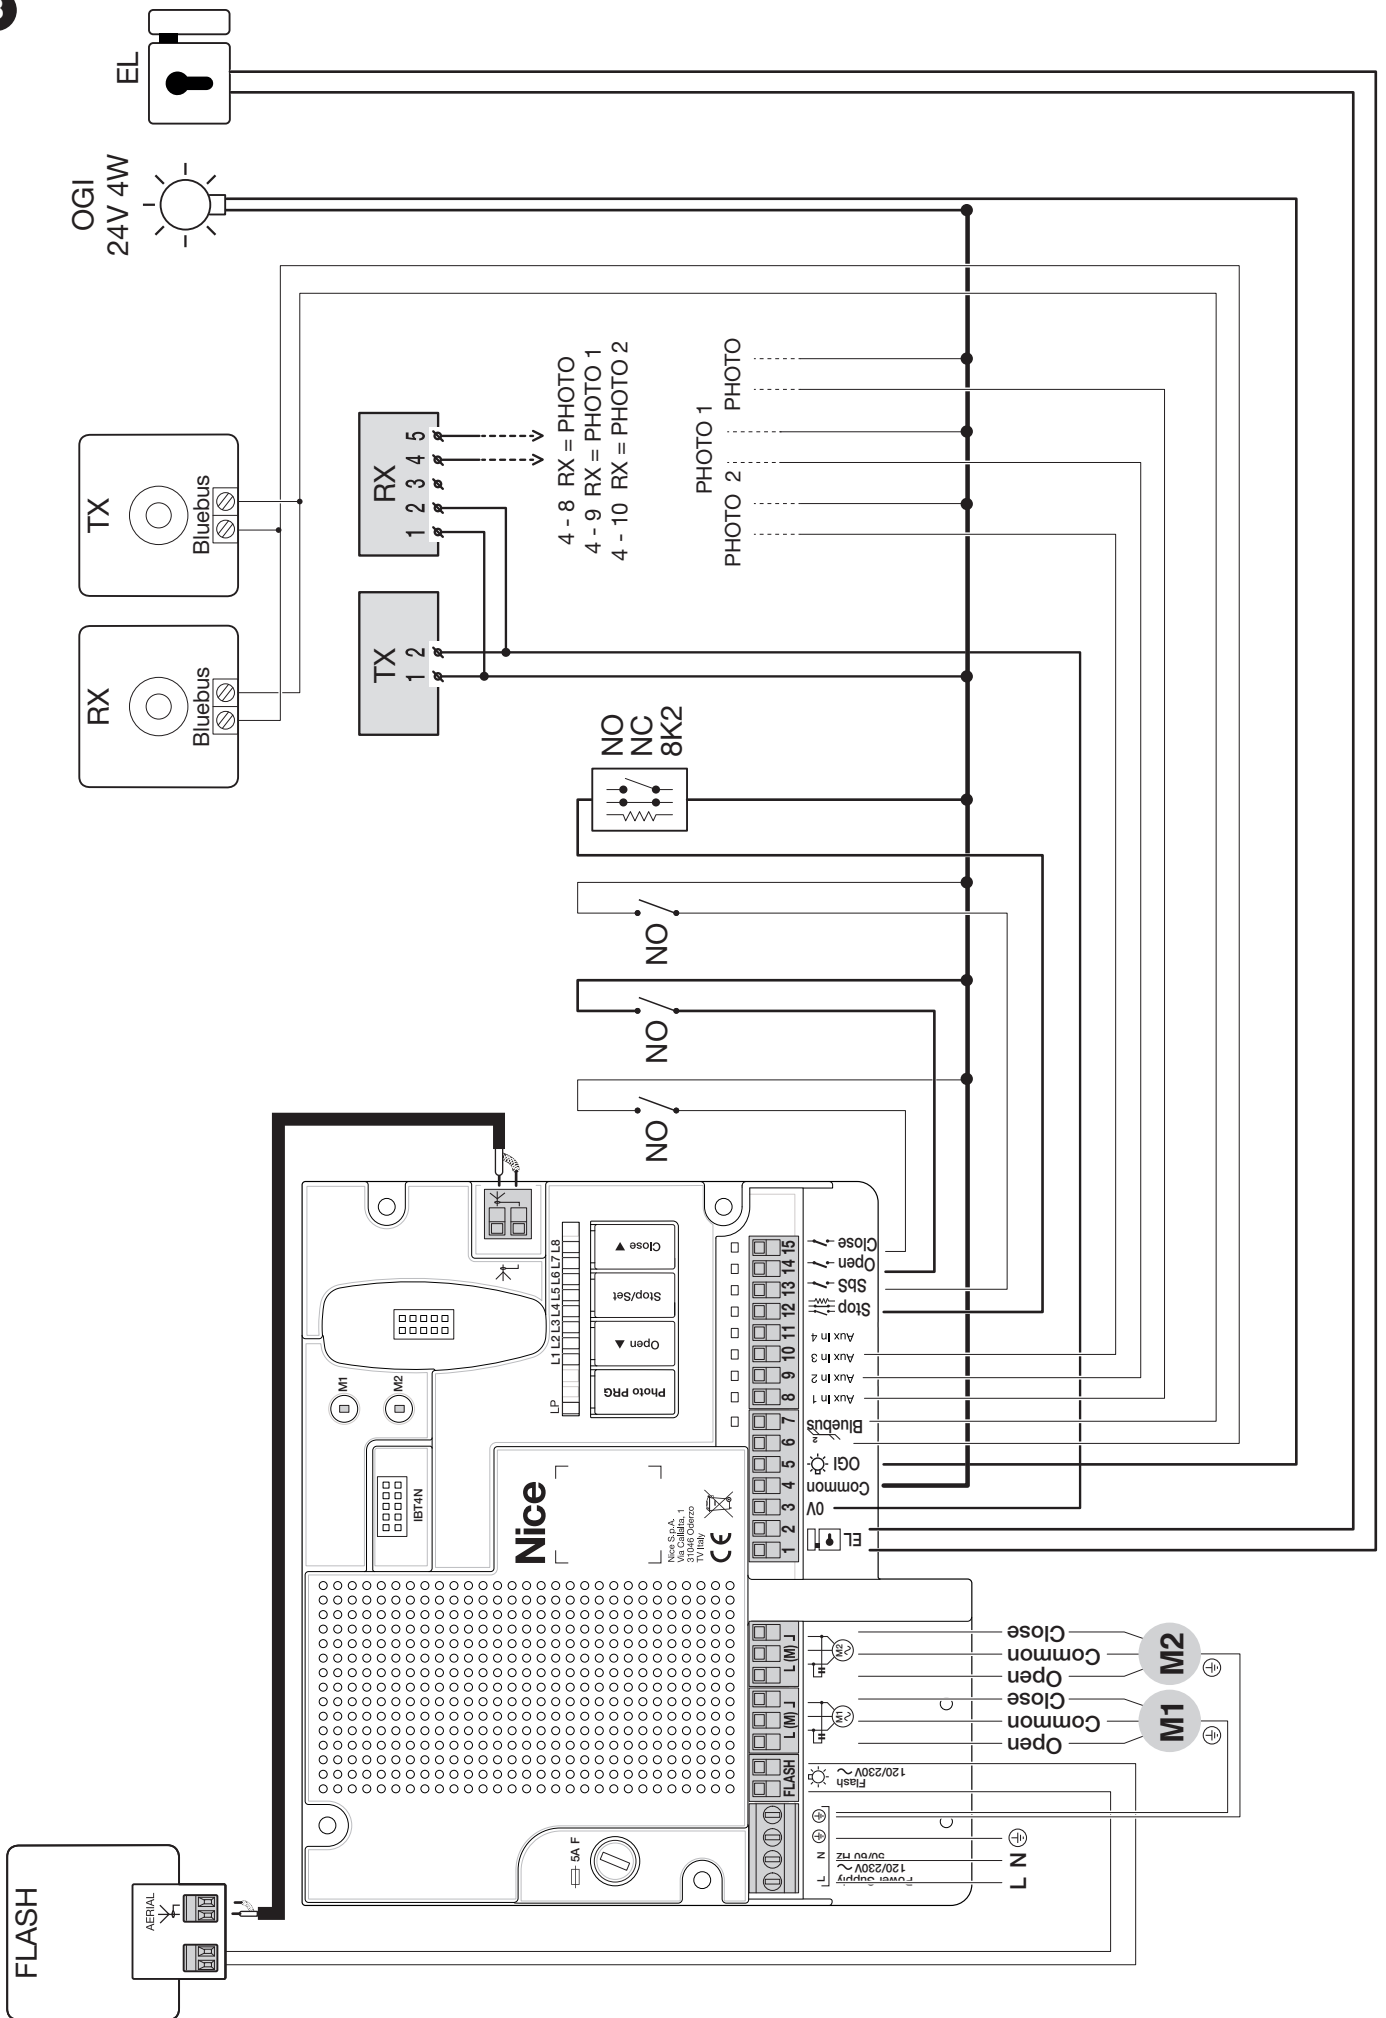 EL
OGI
24V 4W
TX
Bluebus
RX
Bluebus
RX
1 2 3 4 5
TX
1 2
4 - 8 RX = PHOTO
4 - 9 RX = PHOTO 1
4 - 10 RX = PHOTO 2
PHOTO
PHOTO 1
PHOTO 2
NO
NC
8K2
NO
NO
NO
M1
M2
IBT4N
LP L1 L2 L3 L4 L5 L6 L7 L8
Photo PRG
Open ▲
Stop/Set
Close ▼
Nice
Nice S.p.A.
Via Callalta, 1
31046 Oderzo
TV Italy
CE
5A F
15 Close
14 Open
13 SbS
12 Stop
11 Aux In 4
10 Aux In 3
9 Aux In 2
8 Aux In 1
7 Bluebus
6 2
5 OGI
4 Common
3 0V
2
1 EL
L (M) ⅃
M2
Close
Common
Open
M2
L (M) ⅃
M1
Close
Common
Open
M1
FLASH
Flash
120/230V ~
N
L
Power Supply
120/230V ~
50/60 Hz
L N
FLASH
AERIAL